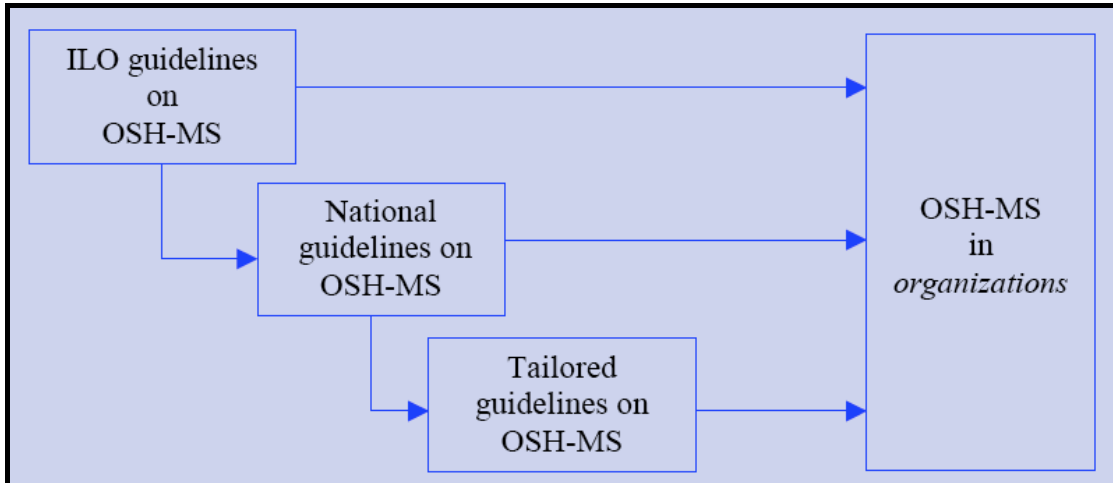 ILO guidelines
on
OSH-MS
National
guidelines on
OSH-MS
Tailored
guidelines on
OSH-MS
OSH-MS
in
organizations